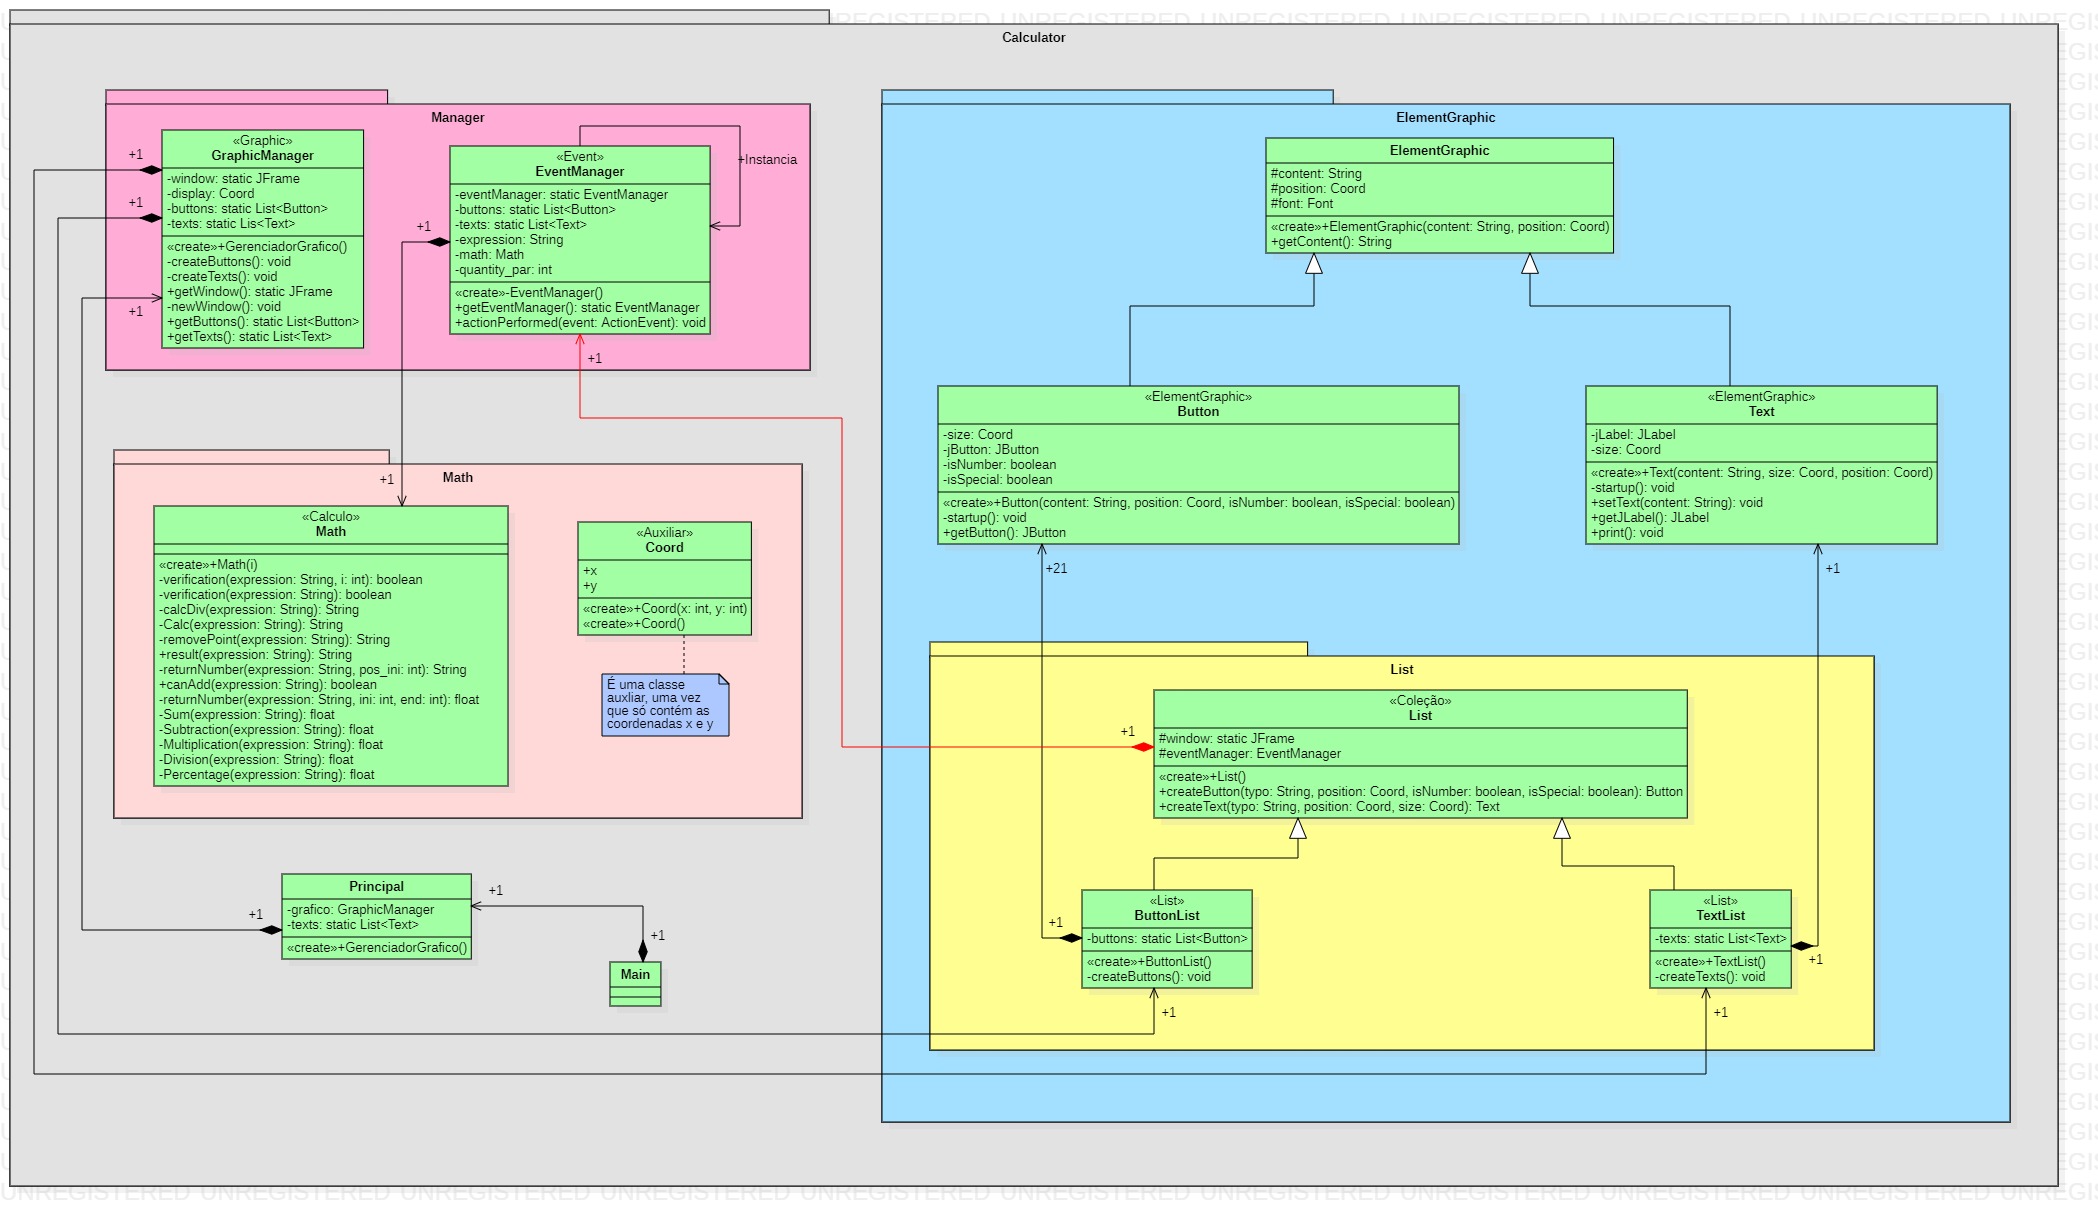 Calculator
Manager
+1
«Graphic»
GraphicManager
-window: static JFrame
-display: Coord
+1
-buttons: static List<Button>
-texts: static Lis<Text>
«create»+GerenciadorGrafico()
-createButtons(): void
-createTexts(): void
+getWindow(): static JFrame
-newWindow(): void
+1
+getButtons(): static List<Button>
+getTexts(): static List<Text>
«Event»
EventManager
+Instancia
-eventManager: static EventManager
-buttons: static List<Button>
-texts: static List<Text>
+1
-expression: String
-math: Math
-quantity_par: int
«create»-EventManager()
+getEventManager(): static EventManager
+actionPerformed(event: ActionEvent): void
+1
ElementGraphic
ElementGraphic
#content: String
#position: Coord
#font: Font
«create»+ElementGraphic(content: String, position: Coord)
+getContent(): String
«ElementGraphic»
Button
-size: Coord
-jButton: JButton
-isNumber: boolean
-isSpecial: boolean
«create»+Button(content: String, position: Coord, isNumber: boolean, isSpecial: boolean)
-startup(): void
+getButton(): JButton
+21
«ElementGraphic»
Text
-jLabel: JLabel
-size: Coord
«create»+Text(content: String, size: Coord, position: Coord)
-startup(): void
+setText(content: String): void
+getJLabel(): JLabel
+print(): void
+1
Math
+1
«Calculo»
Math
«create»+Math(i)
-verification(expression: String, i: int): boolean
-verification(expression: String): boolean
-calcDiv(expression: String): String
-Calc(expression: String): String
-removePoint(expression: String): String
+result(expression: String): String
-returnNumber(expression: String, pos_ini: int): String
+canAdd(expression: String): boolean
-returnNumber(expression: String, ini: int, end: int): float
-Sum(expression: String): float
-Subtraction(expression: String): float
-Multiplication(expression: String): float
-Division(expression: String): float
-Percentage(expression: String): float
«Auxiliar»
Coord
+x
+y
«create»+Coord(x: int, y: int)
«create»+Coord()
É uma classe
auxliar, uma vez
que só contém as
coordenadas x e y
List
«Coleção»
List
+1
#window: static JFrame
#eventManager: EventManager
«create»+List()
+createButton(typo: String, position: Coord, isNumber: boolean, isSpecial: boolean): Button
+createText(typo: String, position: Coord, size: Coord): Text
«List»
ButtonList
+1
-buttons: static List<Button>
«create»+ButtonList()
-createButtons(): void
+1
«List»
TextList
-texts: static List<Text>
+1
«create»+TextList()
-createTexts(): void
+1
Principal
-grafico: GraphicManager
-texts: static List<Text>
«create»+GerenciadorGrafico()
+1
+1
+1
Main
UNREGISTERED UNREGISTERED UNREGISTERED UNREGISTERED UNREGISTERED UNREGISTERED UNREGISTERED UNREGISTERED UNREGISTERED UNREGISTERED